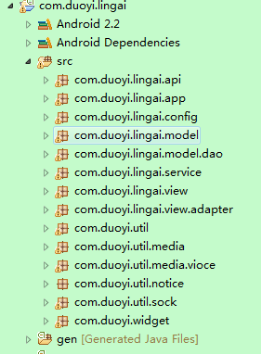 com.duoyi.lingai
Android 2.2
Android Dependencies
src
com.duoyi.lingai.api
com.duoyi.lingai.app
com.duoyi.lingai.config
com.duoyi.lingai.model
com.duoyi.lingai.model.dao
com.duoyi.lingai.service
com.duoyi.lingai.view
com.duoyi.lingai.view.adapter
com.duoyi.util
com.duoyi.util.media
com.duoyi.util.media.vioce
com.duoyi.util.notice
com.duoyi.util.sock
com.duoyi.widget
gen [Generated Java Files]